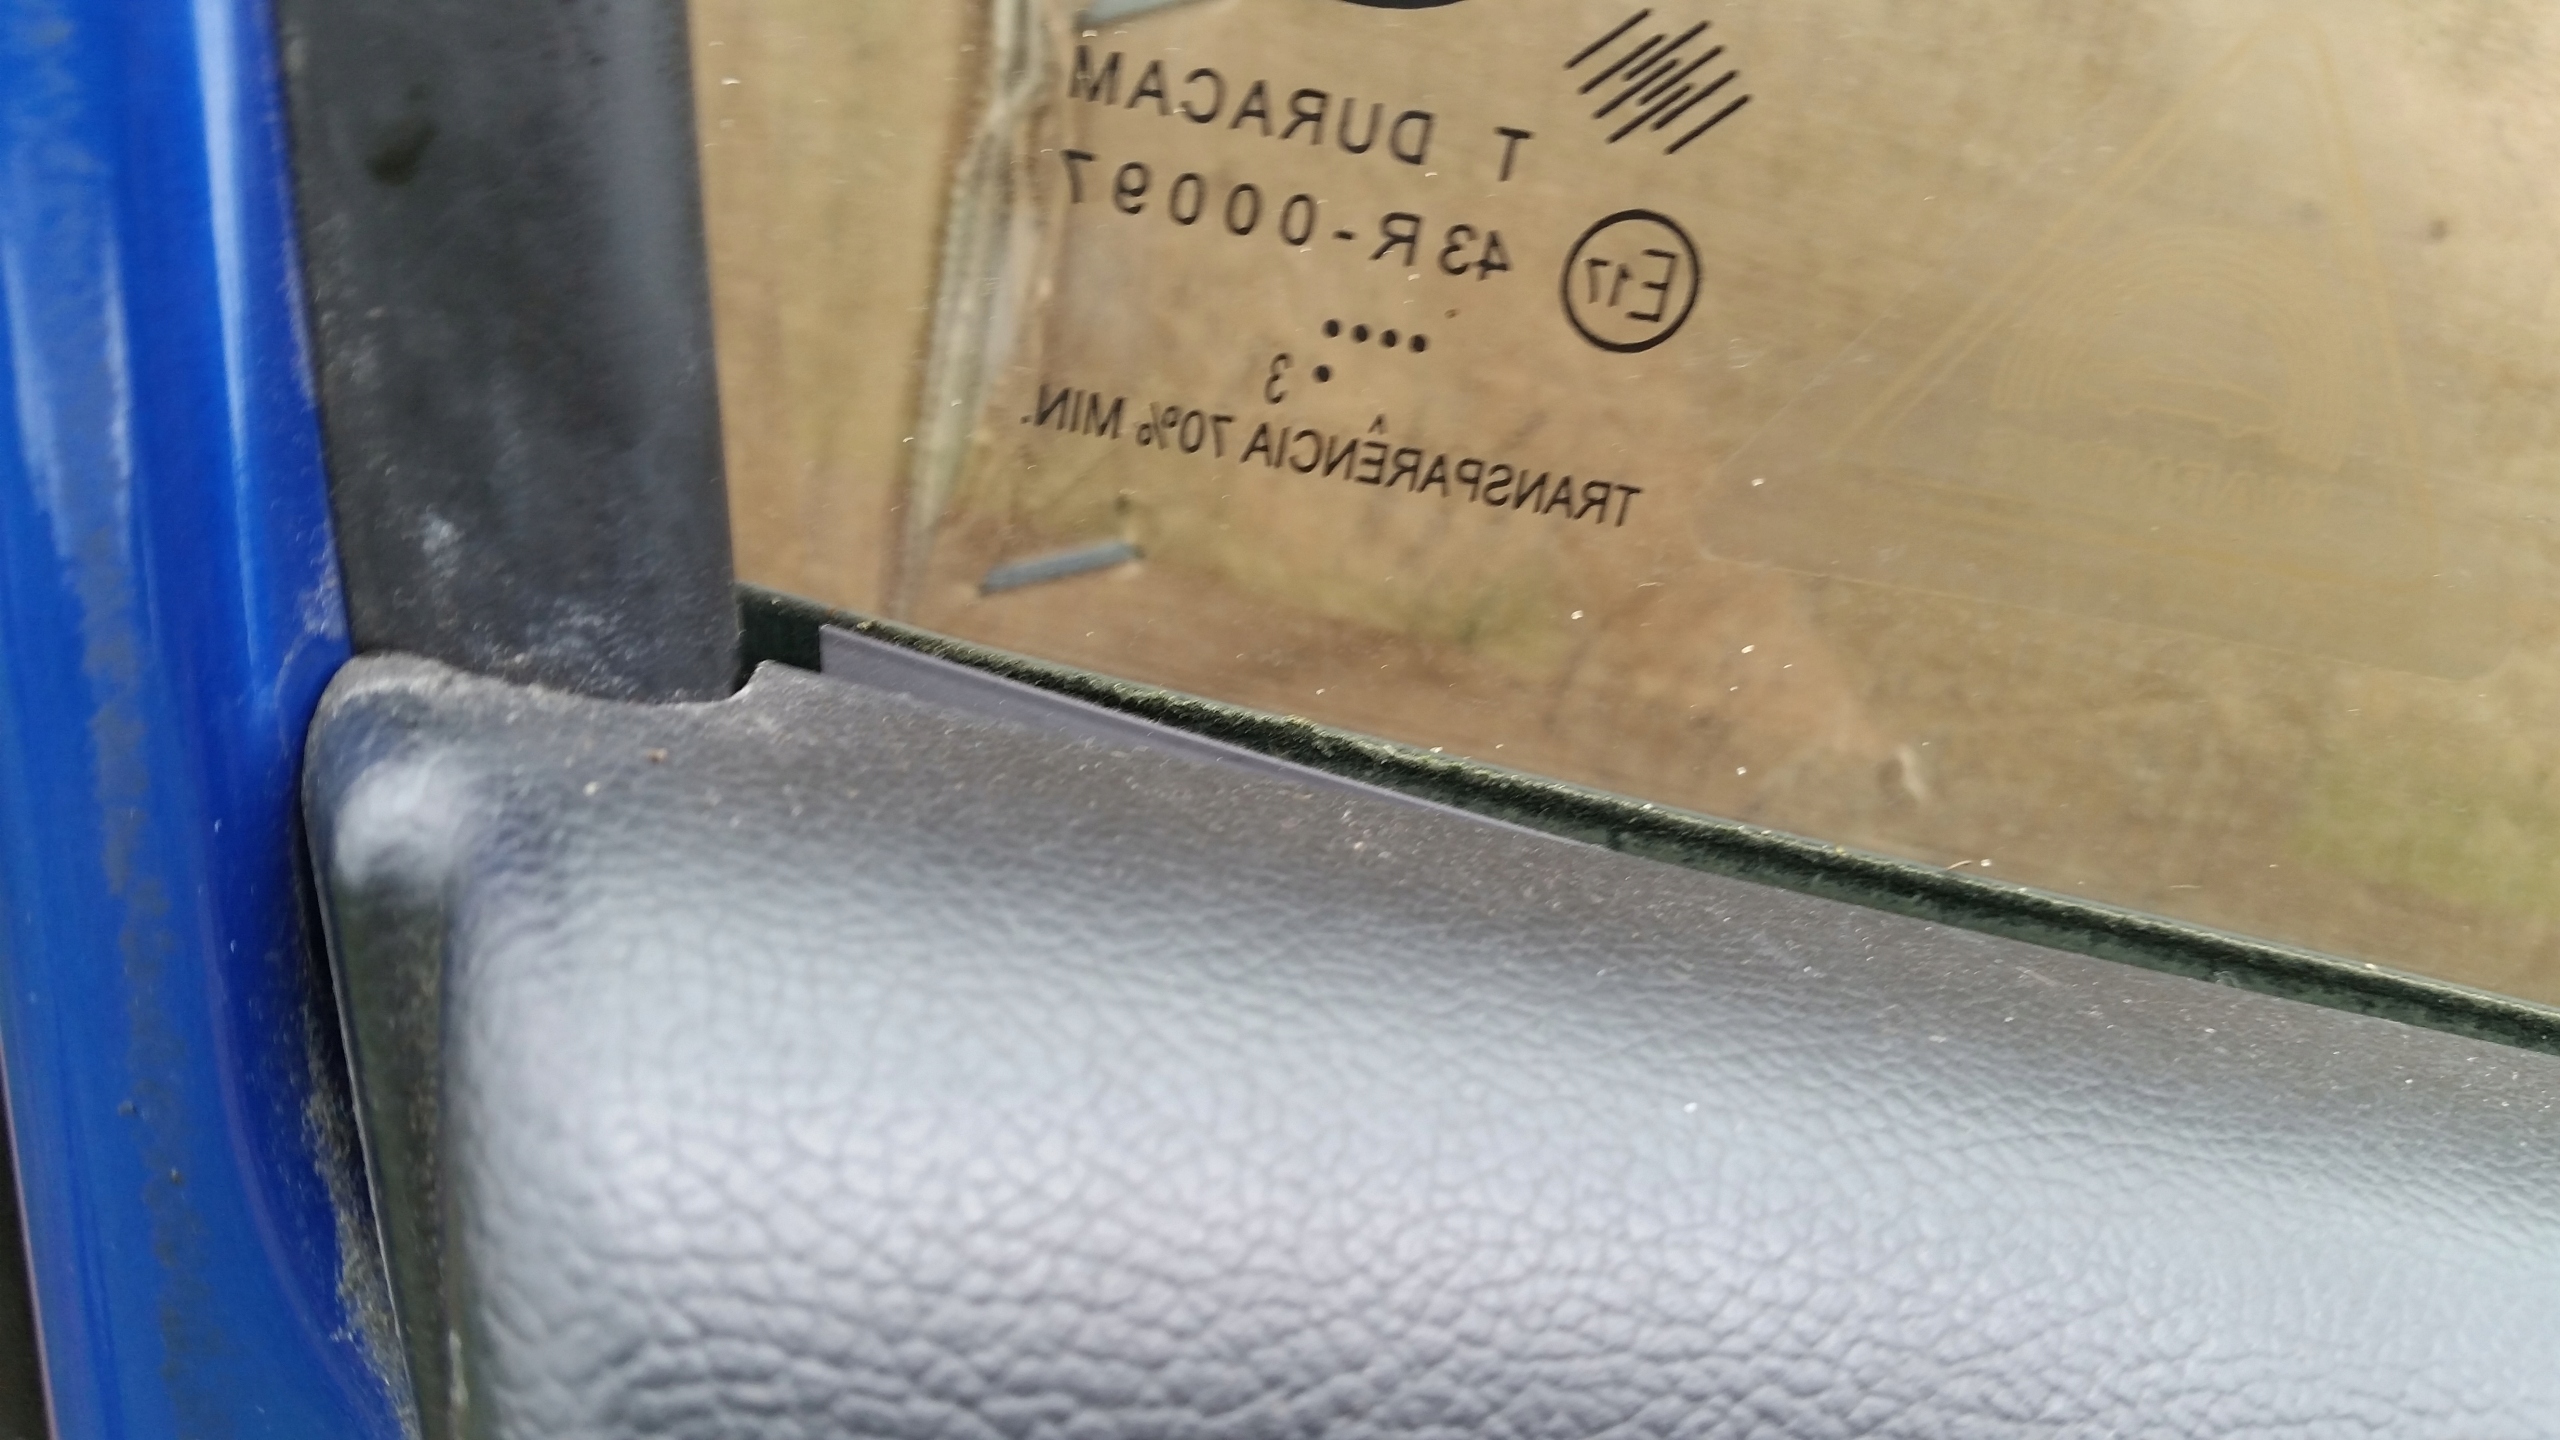 T DURACAM
E17 43R-00097
.... 
. 3
TRANSPARÊNCIA 70% MIN.